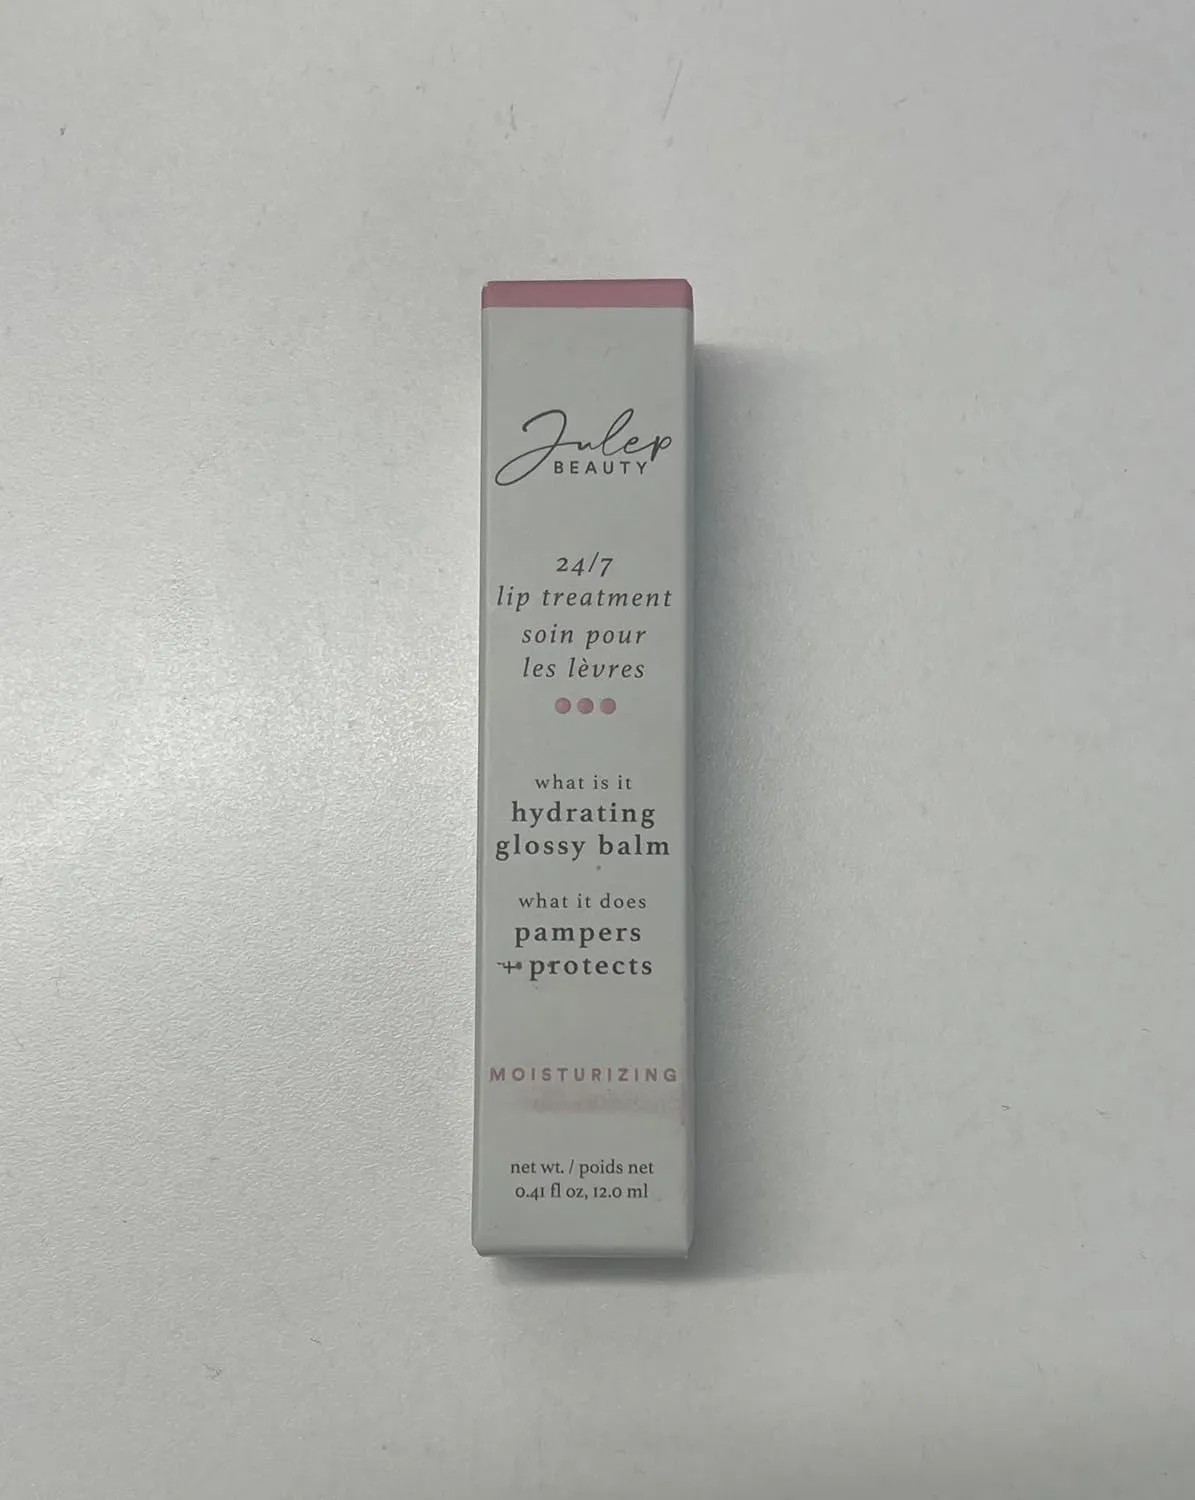 Julep
BEAUTY
24/7
lip treatment
soin pour
les lèvres
what is it
hydrating
glossy balm
what it does
pampers
+ protects
MOISTURIZING
net wt. / poids net
0.41 fl oz, 12.0 ml